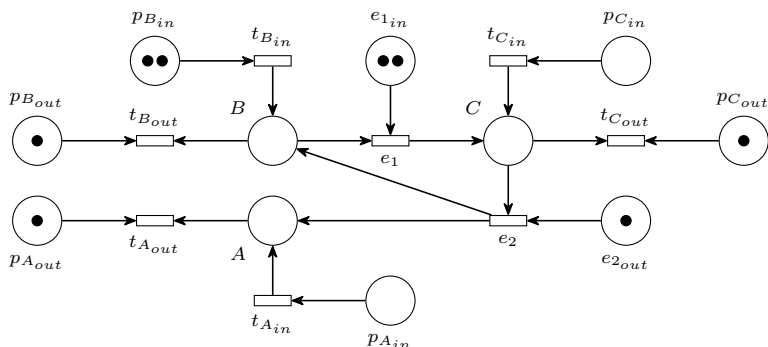 p_{B_{in}} t_{B_{in}} e_{1_{in}} t_{C_{in}} p_{C_{in}}
p_{B_{out}} t_{B_{out}} B C t_{C_{out}} p_{C_{out}}
e_1
p_{A_{out}} t_{A_{out}} A e_2 e_{2_{out}}
t_{A_{in}} p_{A_{in}}